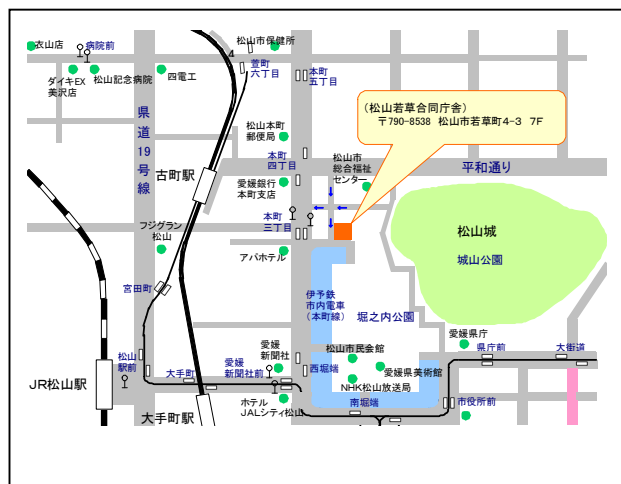 衣山店
病院前
松山市保健所
4
ダイキEX
美沢店
松山記念病院
四電工
萱町
六丁目
本町
五丁目
(松山若草合同庁舎)
〒790-8538 松山市若草町4-3 7F
県道19号線
松山本町
郵便局
本町
四丁目
松山市
総合福祉
センター
平和通り
古町駅
愛媛銀行
本町支店
本町
三丁目
フジグラン
松山
アパホテル
松山城
城山公園
宮田町
伊予鉄
市内電車
(本町線)
堀之内公園
愛媛県庁
県庁前
大街道
松山
駅前
大手町
愛媛
新聞社前
愛媛
新聞社
西堀端
松山市民会館
愛媛県美術館
NHK松山放送局
JR松山駅
大手町駅
ホテル
JALシティ松山
南堀端
市役所前